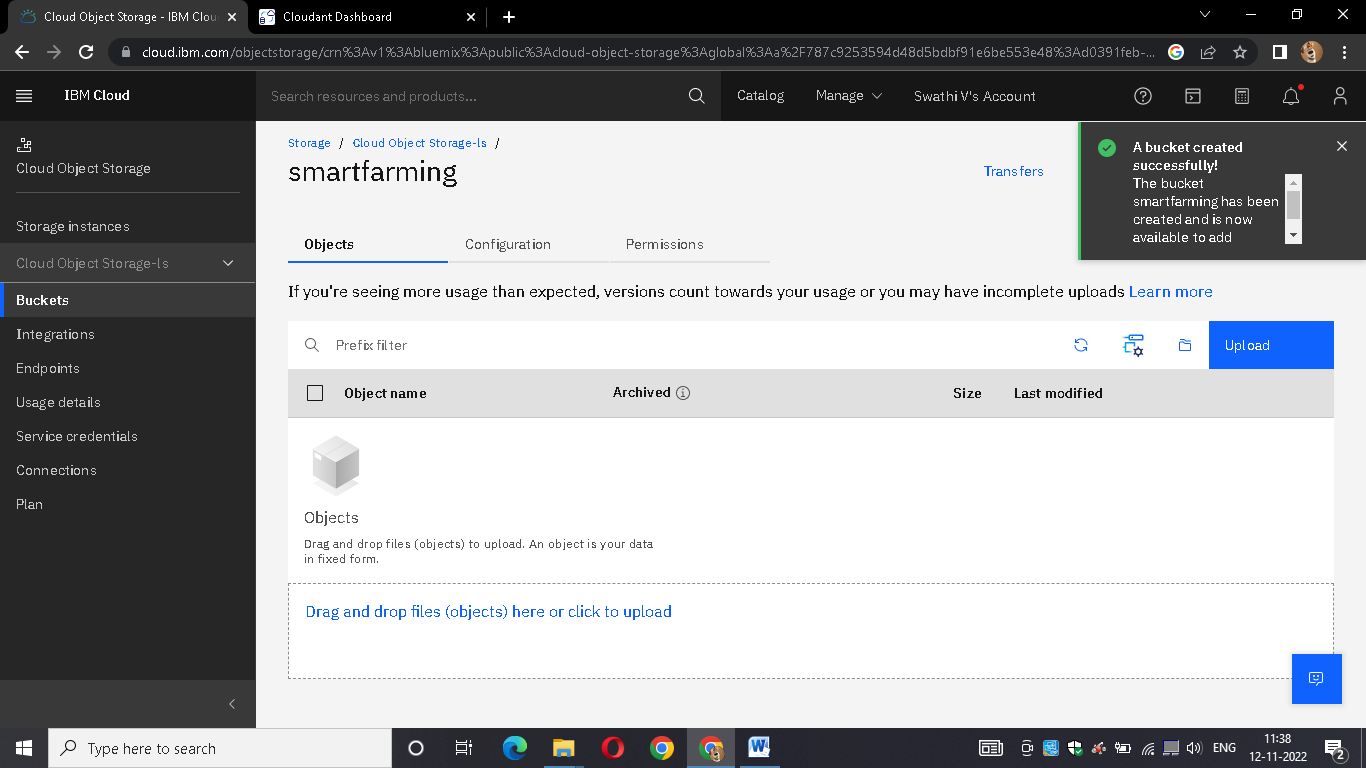 Cloud Object Storage - IBM Clou
Cloudant Dashboard
cloud.ibm.com/objectstorage/crn%3Av1%3Abluemix%3Apublic%3Acloud-object-storage%3Aglobal%3Aa%2F787c9253594d48d5bdbf91e6be553e48%3Ad0391feb-...
IBM Cloud
Search resources and products...
Catalog
Manage
Swathi V's Account
Cloud Object Storage
Storage instances
Cloud Object Storage-ls
Buckets
Integrations
Endpoints
Usage details
Service credentials
Connections
Plan
Storage / Cloud Object Storage-ls /
smartfarming
Transfers
A bucket created
successfully!
The bucket
smartfarming has been
created and is now
available to add
Objects
Configuration
Permissions
If you're seeing more usage than expected, versions count towards your usage or you may have incomplete uploads Learn more
Prefix filter
Upload
Object name
Archived
Size
Last modified
Objects
Drag and drop files (objects) to upload. An object is your data
in fixed form.
Drag and drop files (objects) here or click to upload
Type here to search
ENG
11:38
12-11-2022
2